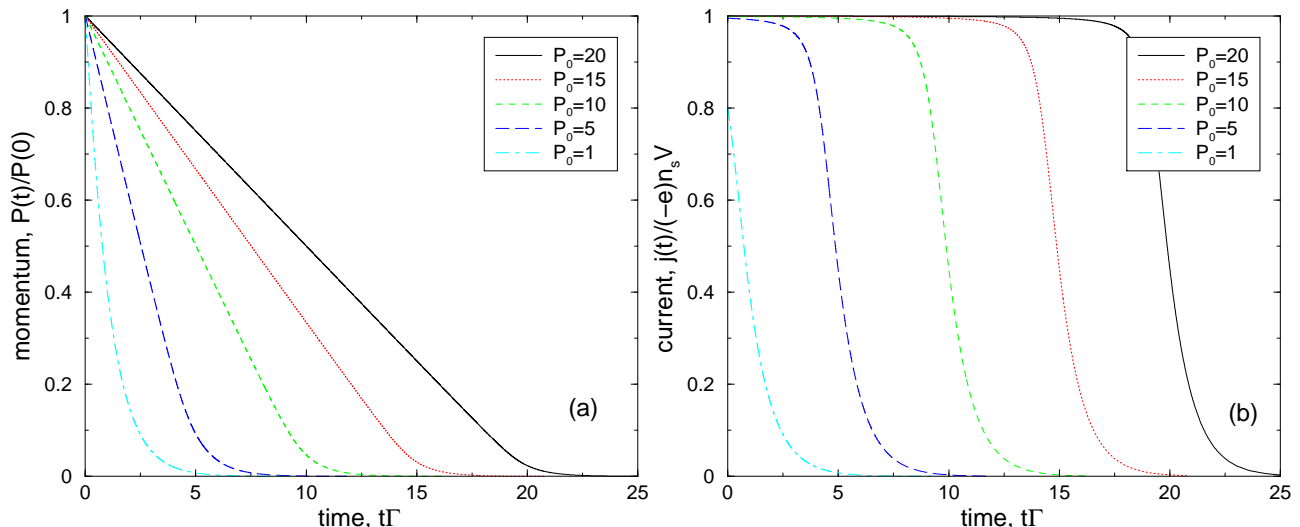 momentum, P(t)/P(0)
1
0.8
0.6
0.4
0.2
0
0
5
10
15
20
25
time, tΓ
P₀=20
P₀=15
P₀=10
P₀=5
P₀=1
(a)
current, j(t)/(−e)nₛV
1
0.8
0.6
0.4
0.2
0
0
5
10
15
20
25
time, tΓ
P₀=20
P₀=15
P₀=10
P₀=5
P₀=1
(b)